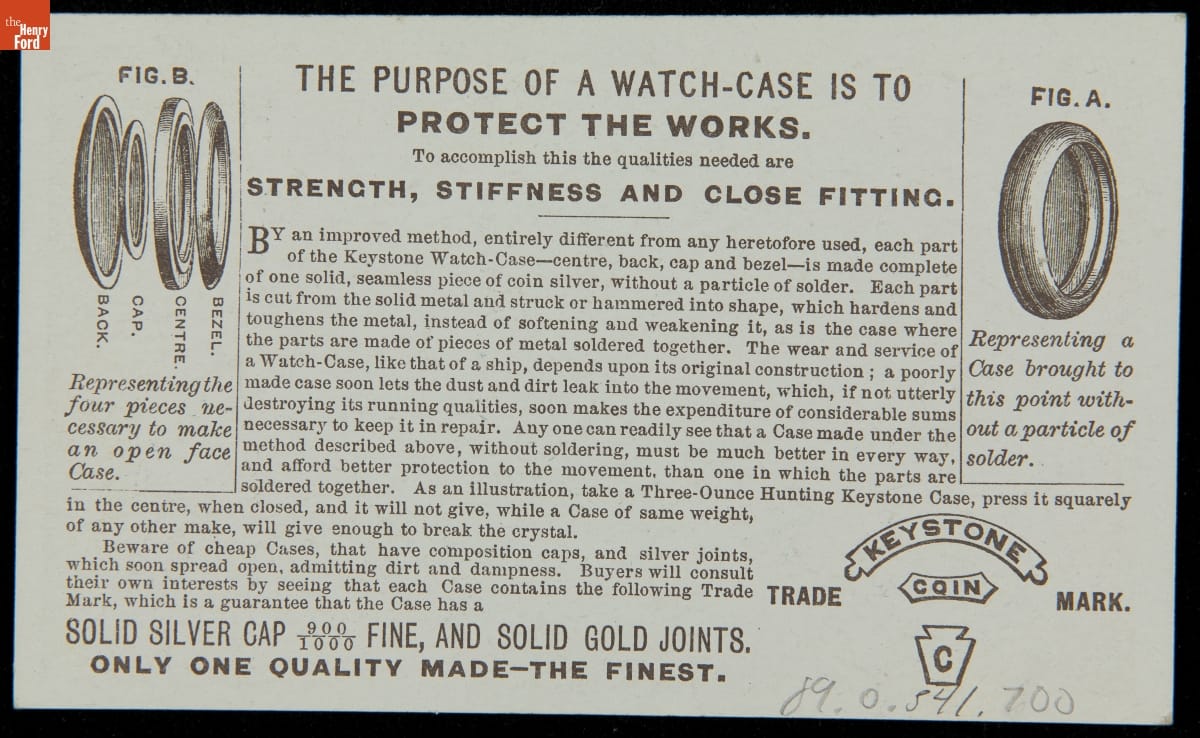 the
Henry
Ford
FIG. B.
BACK.
CAP.
CENTRE.
BEZEL.
Representing the
four pieces ne-
cessary to make
an open face
Case.
THE PURPOSE OF A WATCH-CASE IS TO
PROTECT THE WORKS.
To accomplish this the qualities needed are
STRENGTH, STIFFNESS AND CLOSE FITTING.
BY an improved method, entirely different from any heretofore used, each part
of the Keystone Watch-Case—centre, back, cap and bezel—is made complete
of one solid, seamless piece of coin silver, without a particle of solder. Each part
is cut from the solid metal and struck or hammered into shape, which hardens and
toughens the metal, instead of softening and weakening it, as is the case where
the parts are made of pieces of metal soldered together. The wear and service of
a Watch-Case, like that of a ship, depends upon its original construction; a poorly
made case soon lets the dust and dirt leak into the movement, which, if not utterly
destroying its running qualities, soon makes the expenditure of considerable sums
necessary to keep it in repair. Any one can readily see that a Case made under the
method described above, without soldering, must be much better in every way,
and afford better protection to the movement, than one in which the parts are
soldered together. As an illustration, take a Three-Ounce Hunting Keystone Case, press it squarely
in the centre, when closed, and it will not give, while a Case of same weight,
of any other make, will give enough to break the crystal.
Beware of cheap Cases, that have composition caps, and silver joints,
which soon spread open, admitting dirt and dampness. Buyers will consult
their own interests by seeing that each Case contains the following Trade
Mark, which is a guarantee that the Case has a
SOLID SILVER CAP 900/1000 FINE, AND SOLID GOLD JOINTS.
ONLY ONE QUALITY MADE—THE FINEST.
FIG. A.
Representing a
Case brought to
this point with-
out a particle of
solder.
KEYSTONE
COIN
TRADE MARK.
C
89.0.541.700